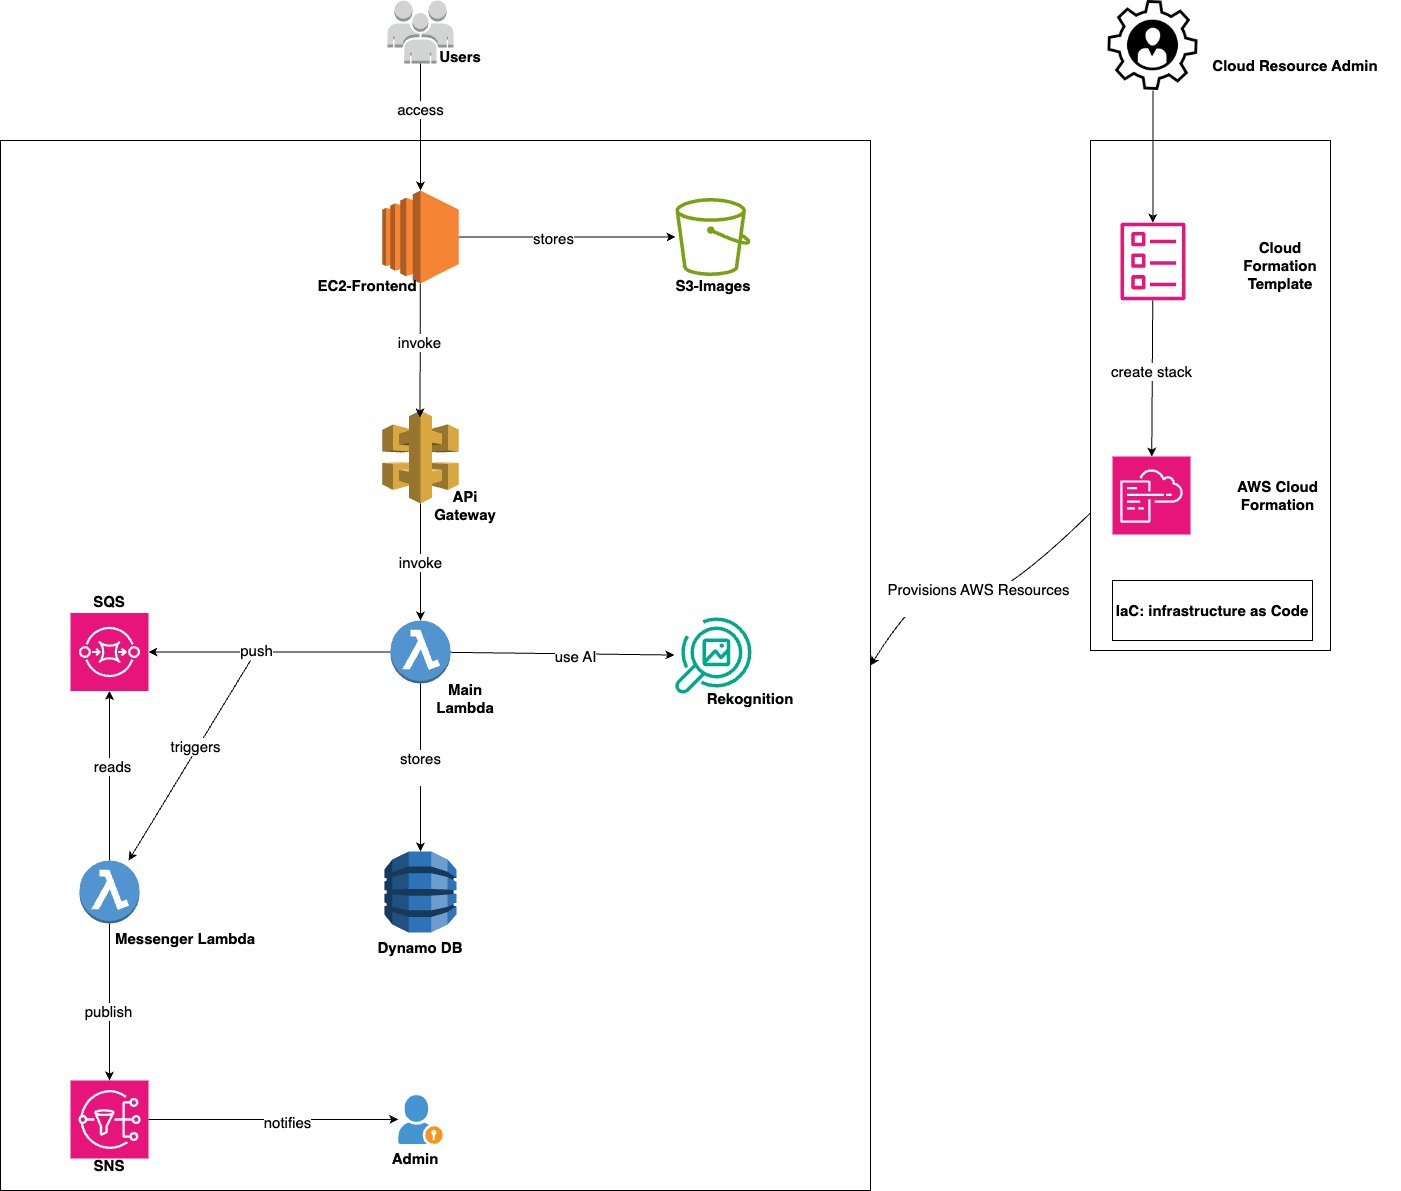 Users
Cloud Resource Admin
access
stores
EC2-Frontend
S3-Images
Cloud
Formation
Template
invoke
create stack
APi
Gateway
AWS Cloud
Formation
invoke
Provisions AWS Resources
SQS
IaC: infrastructure as Code
push
use AI
Main
Lambda
Rekognition
triggers
stores
reads
Messenger Lambda
Dynamo DB
publish
notifies
SNS
Admin